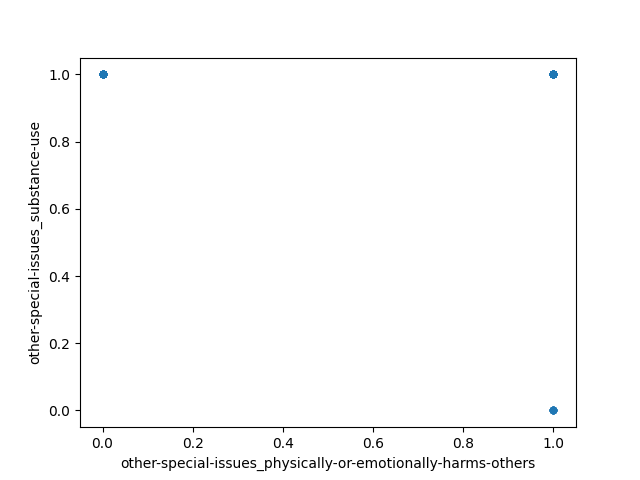 1.0
0.8
0.6
0.4
0.2
0.0
other-special-issues_substance-use
0.0 0.2 0.4 0.6 0.8 1.0
other-special-issues_physically-or-emotionally-harms-others